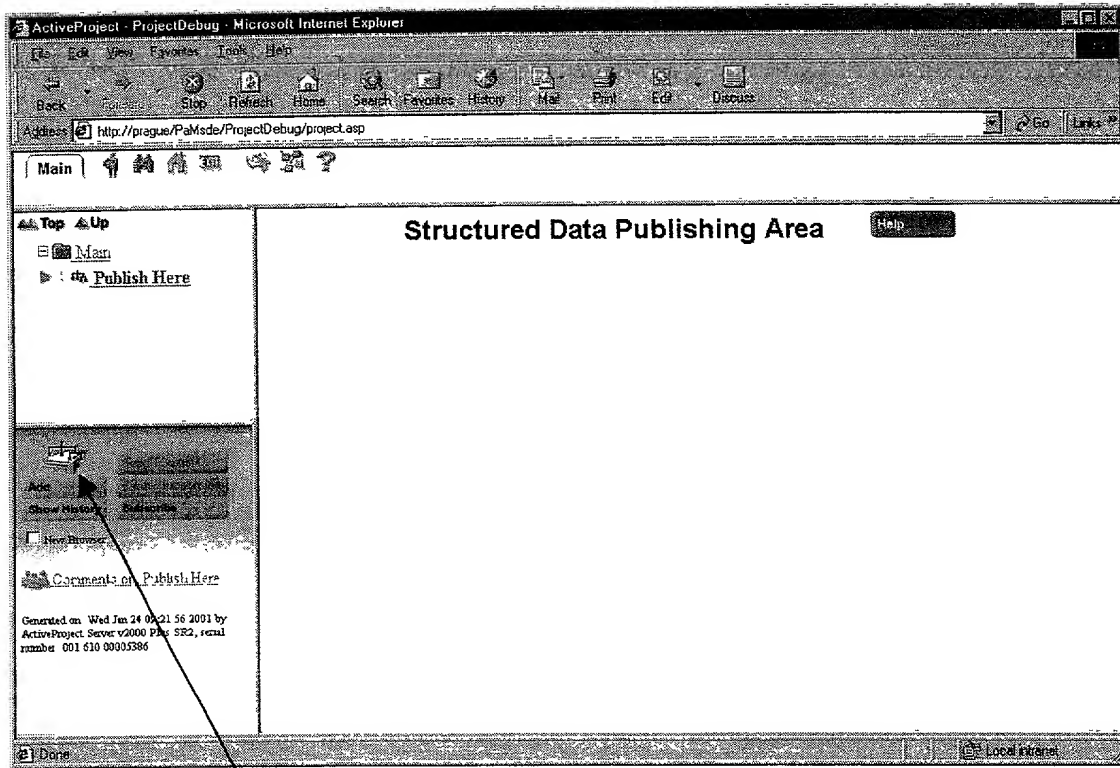 ActiveProject - ProjectDebug - Microsoft Internet Explorer
File Edit View Favorites Tools Help
Back Stop Refresh Home Search Favorites History Mail Print Edit Discuss
Address http://prague/PaMsde/ProjectDebug/project.asp Go Links
Main
Top Up
Structured Data Publishing Area
Help
Main
Publish Here
Add
Show History Subscribe
New Browser
Comments on Publish Here
Generated on Wed Jan 24 09:21 56 2001 by
ActiveProject Server v2000 Plus SR2, serial
number 001 610 00005386
Done Local intranet